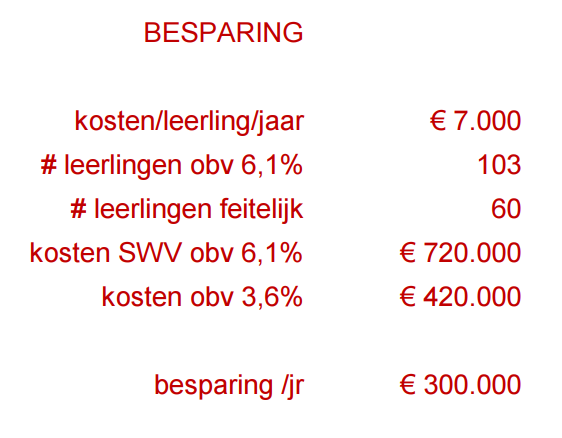 BESPARING
kosten/leerling/jaar € 7.000
# leerlingen obv 6,1% 103
# leerlingen feitelijk 60
kosten SWV obv 6,1% € 720.000
kosten obv 3,6% € 420.000
besparing /jr € 300.000